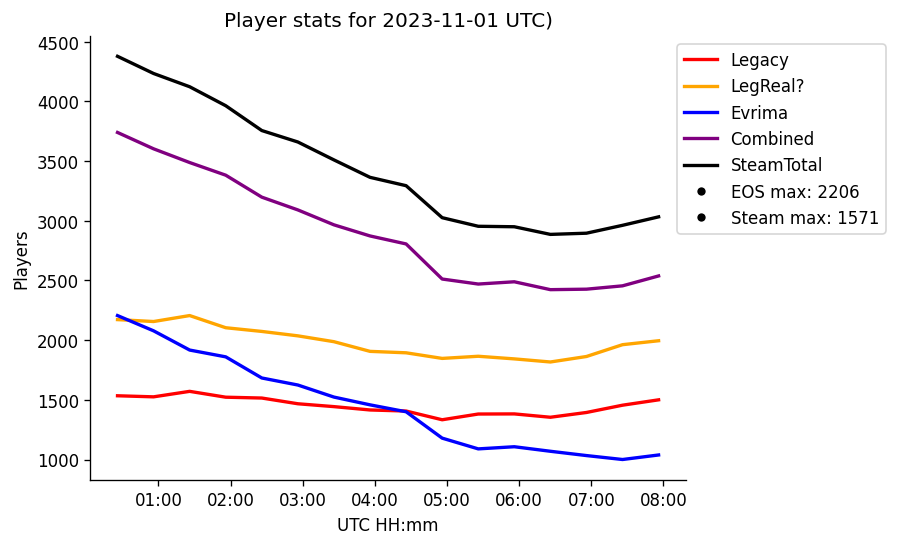 Player stats for 2023-11-01 UTC)
4500
4000
3500
3000
2500
2000
1500
1000
Players
01:00 02:00 03:00 04:00 05:00 06:00 07:00 08:00
UTC HH:mm
Legacy
LegReal?
Evrima
Combined
SteamTotal
EOS max: 2206
Steam max: 1571